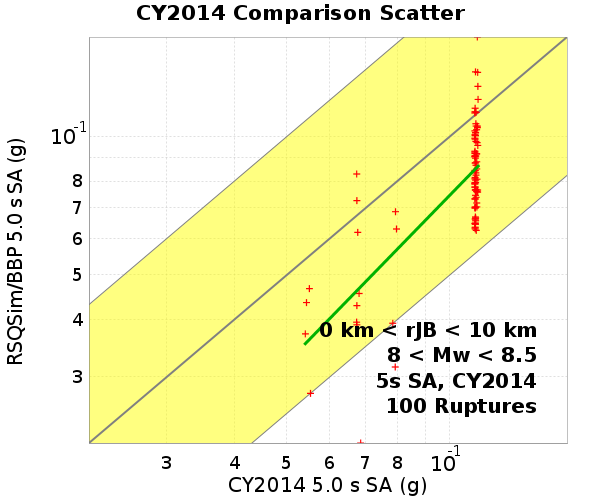 CY2014 Comparison Scatter
RSQSim/BBP 5.0 s SA (g)
10-1
8
7
6
5
4
3
0 km < rJB < 10 km
8 < Mw < 8.5
5s SA, CY2014
100 Ruptures
3 4 5 6 7 8 10-1
CY2014 5.0 s SA (g)